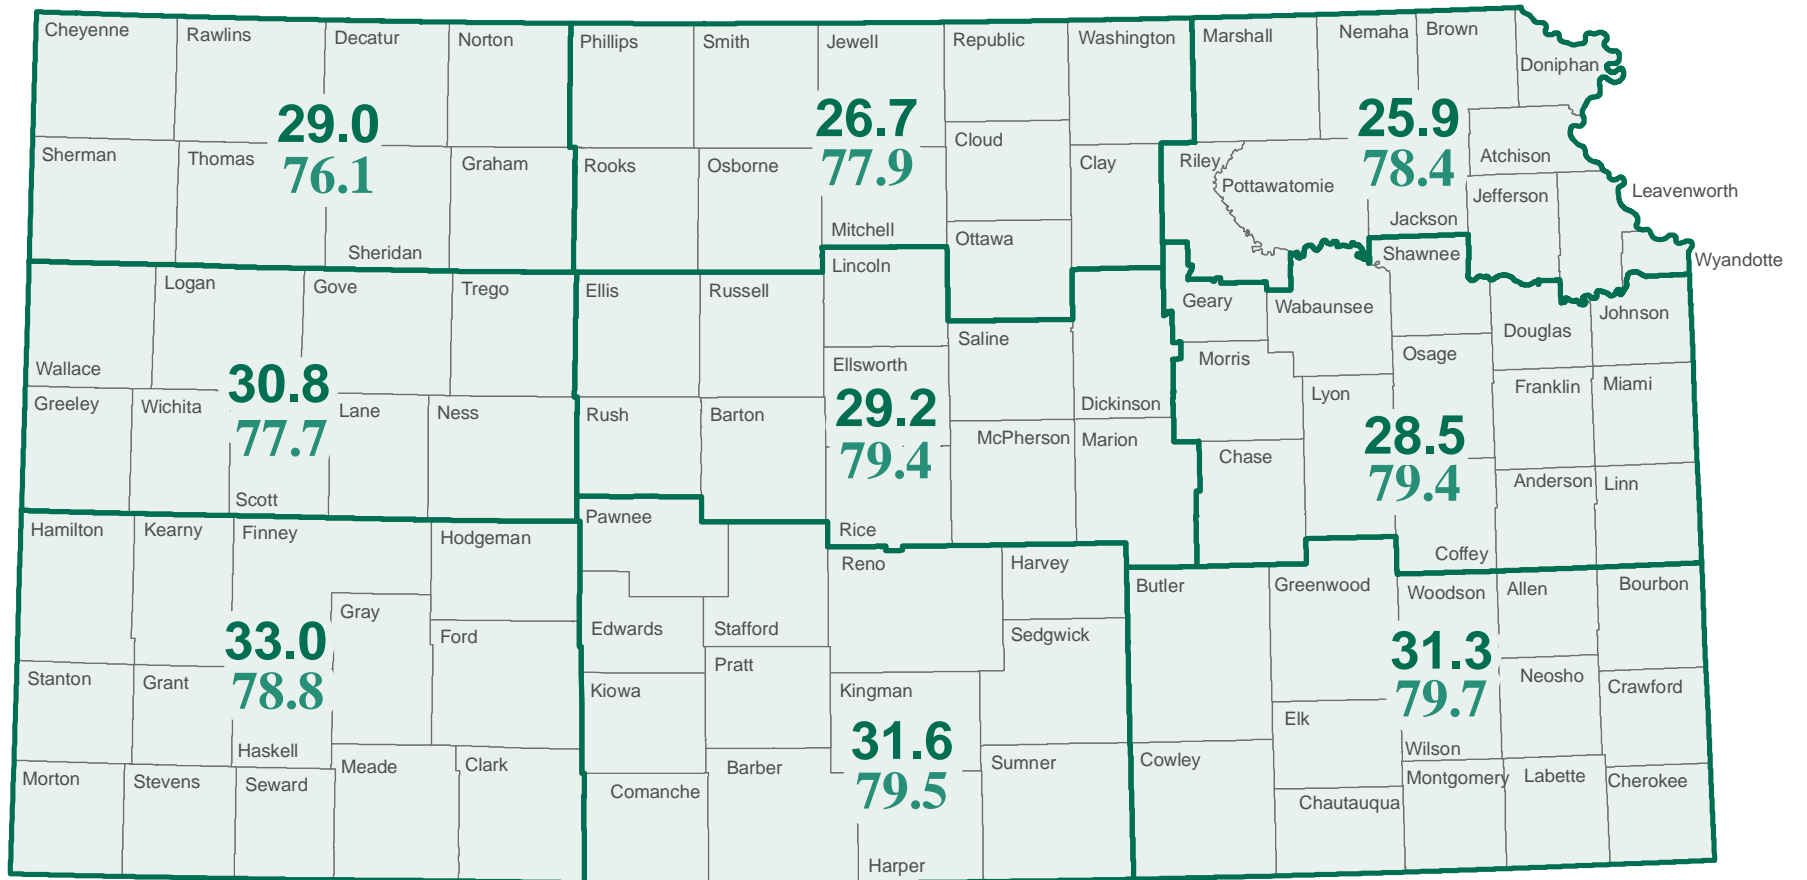 Cheyenne
Rawlins
Decatur
Norton
Phillips
Smith
Jewell
Republic
Washington
Marshall
Nemaha
Brown
Doniphan
29.0
76.1
26.7
77.9
25.9
78.4
Sherman
Thomas
Graham
Rooks
Osborne
Cloud
Clay
Riley
Pottawatomie
Atchison
Jefferson
Leavenworth
Sheridan
Mitchell
Ottawa
Jackson
Shawnee
Wyandotte
Lincoln
Logan
Gove
Trego
Ellis
Russell
Geary
Wabaunsee
Douglas
Johnson
Wallace
Saline
Ellsworth
Morris
Osage
Franklin
Miami
30.8
77.7
29.2
79.4
28.5
79.4
Greeley
Wichita
Lane
Ness
Rush
Barton
Dickinson
Lyon
McPherson
Marion
Chase
Anderson
Linn
Scott
Rice
Coffey
Hamilton
Kearny
Finney
Hodgeman
Pawnee
Reno
Harvey
Butler
Greenwood
Woodson
Allen
Bourbon
Gray
Ford
Edwards
Stafford
Sedgwick
33.0
78.8
31.6
79.5
31.3
79.7
Stanton
Grant
Kiowa
Pratt
Kingman
Neosho
Crawford
Elk
Haskell
Wilson
Morton
Stevens
Seward
Meade
Clark
Comanche
Barber
Sumner
Cowley
Montgomery
Labette
Cherokee
Chautauqua
Harper